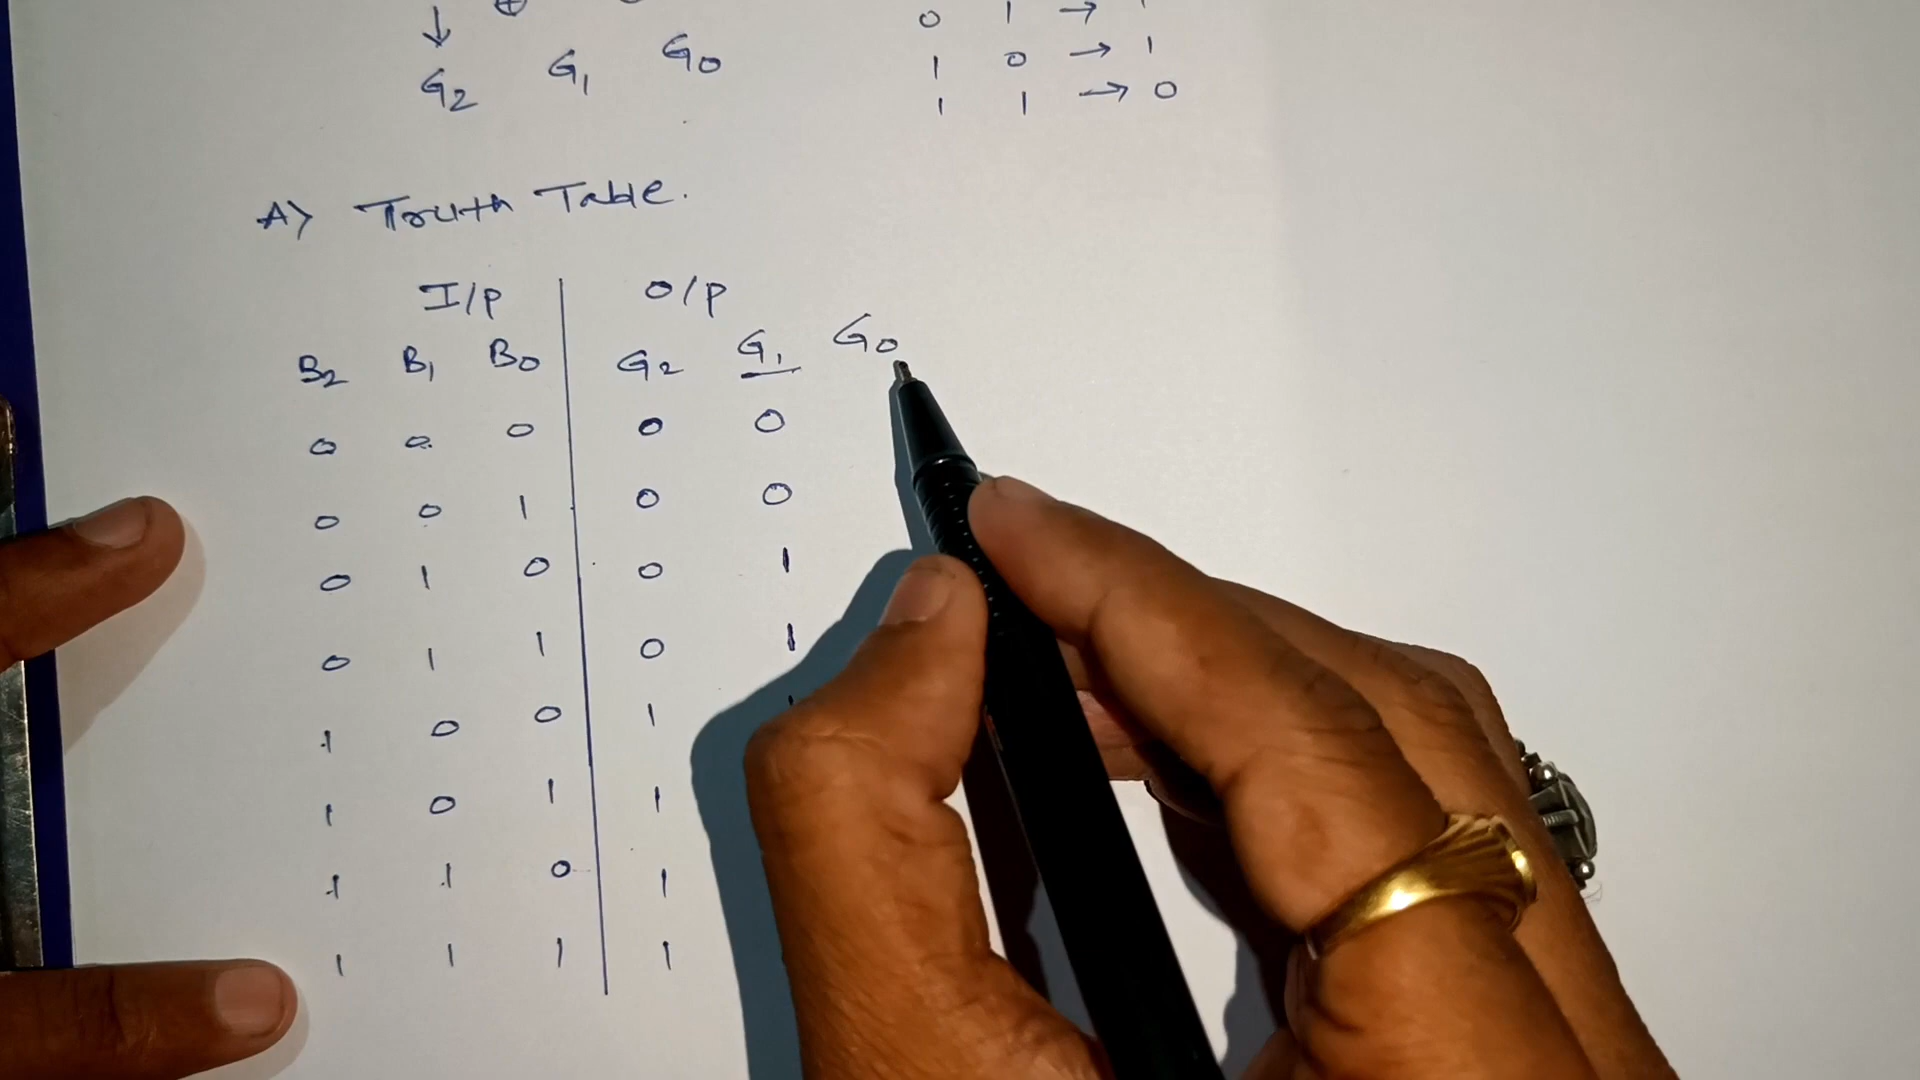 ↓ ⊕
G2 G1 G0
0 1 →
1 0 → 1
1 1 → 0
A) Truth Table.
I/P O/P
B2 B1 B0 G2 G1 G0
0 0 0 0 0
0 0 1 0 0
0 1 0 0 1
0 1 1 0 1
1 0 0 1
1 0 1 1
1 1 0 1
1 1 1 1